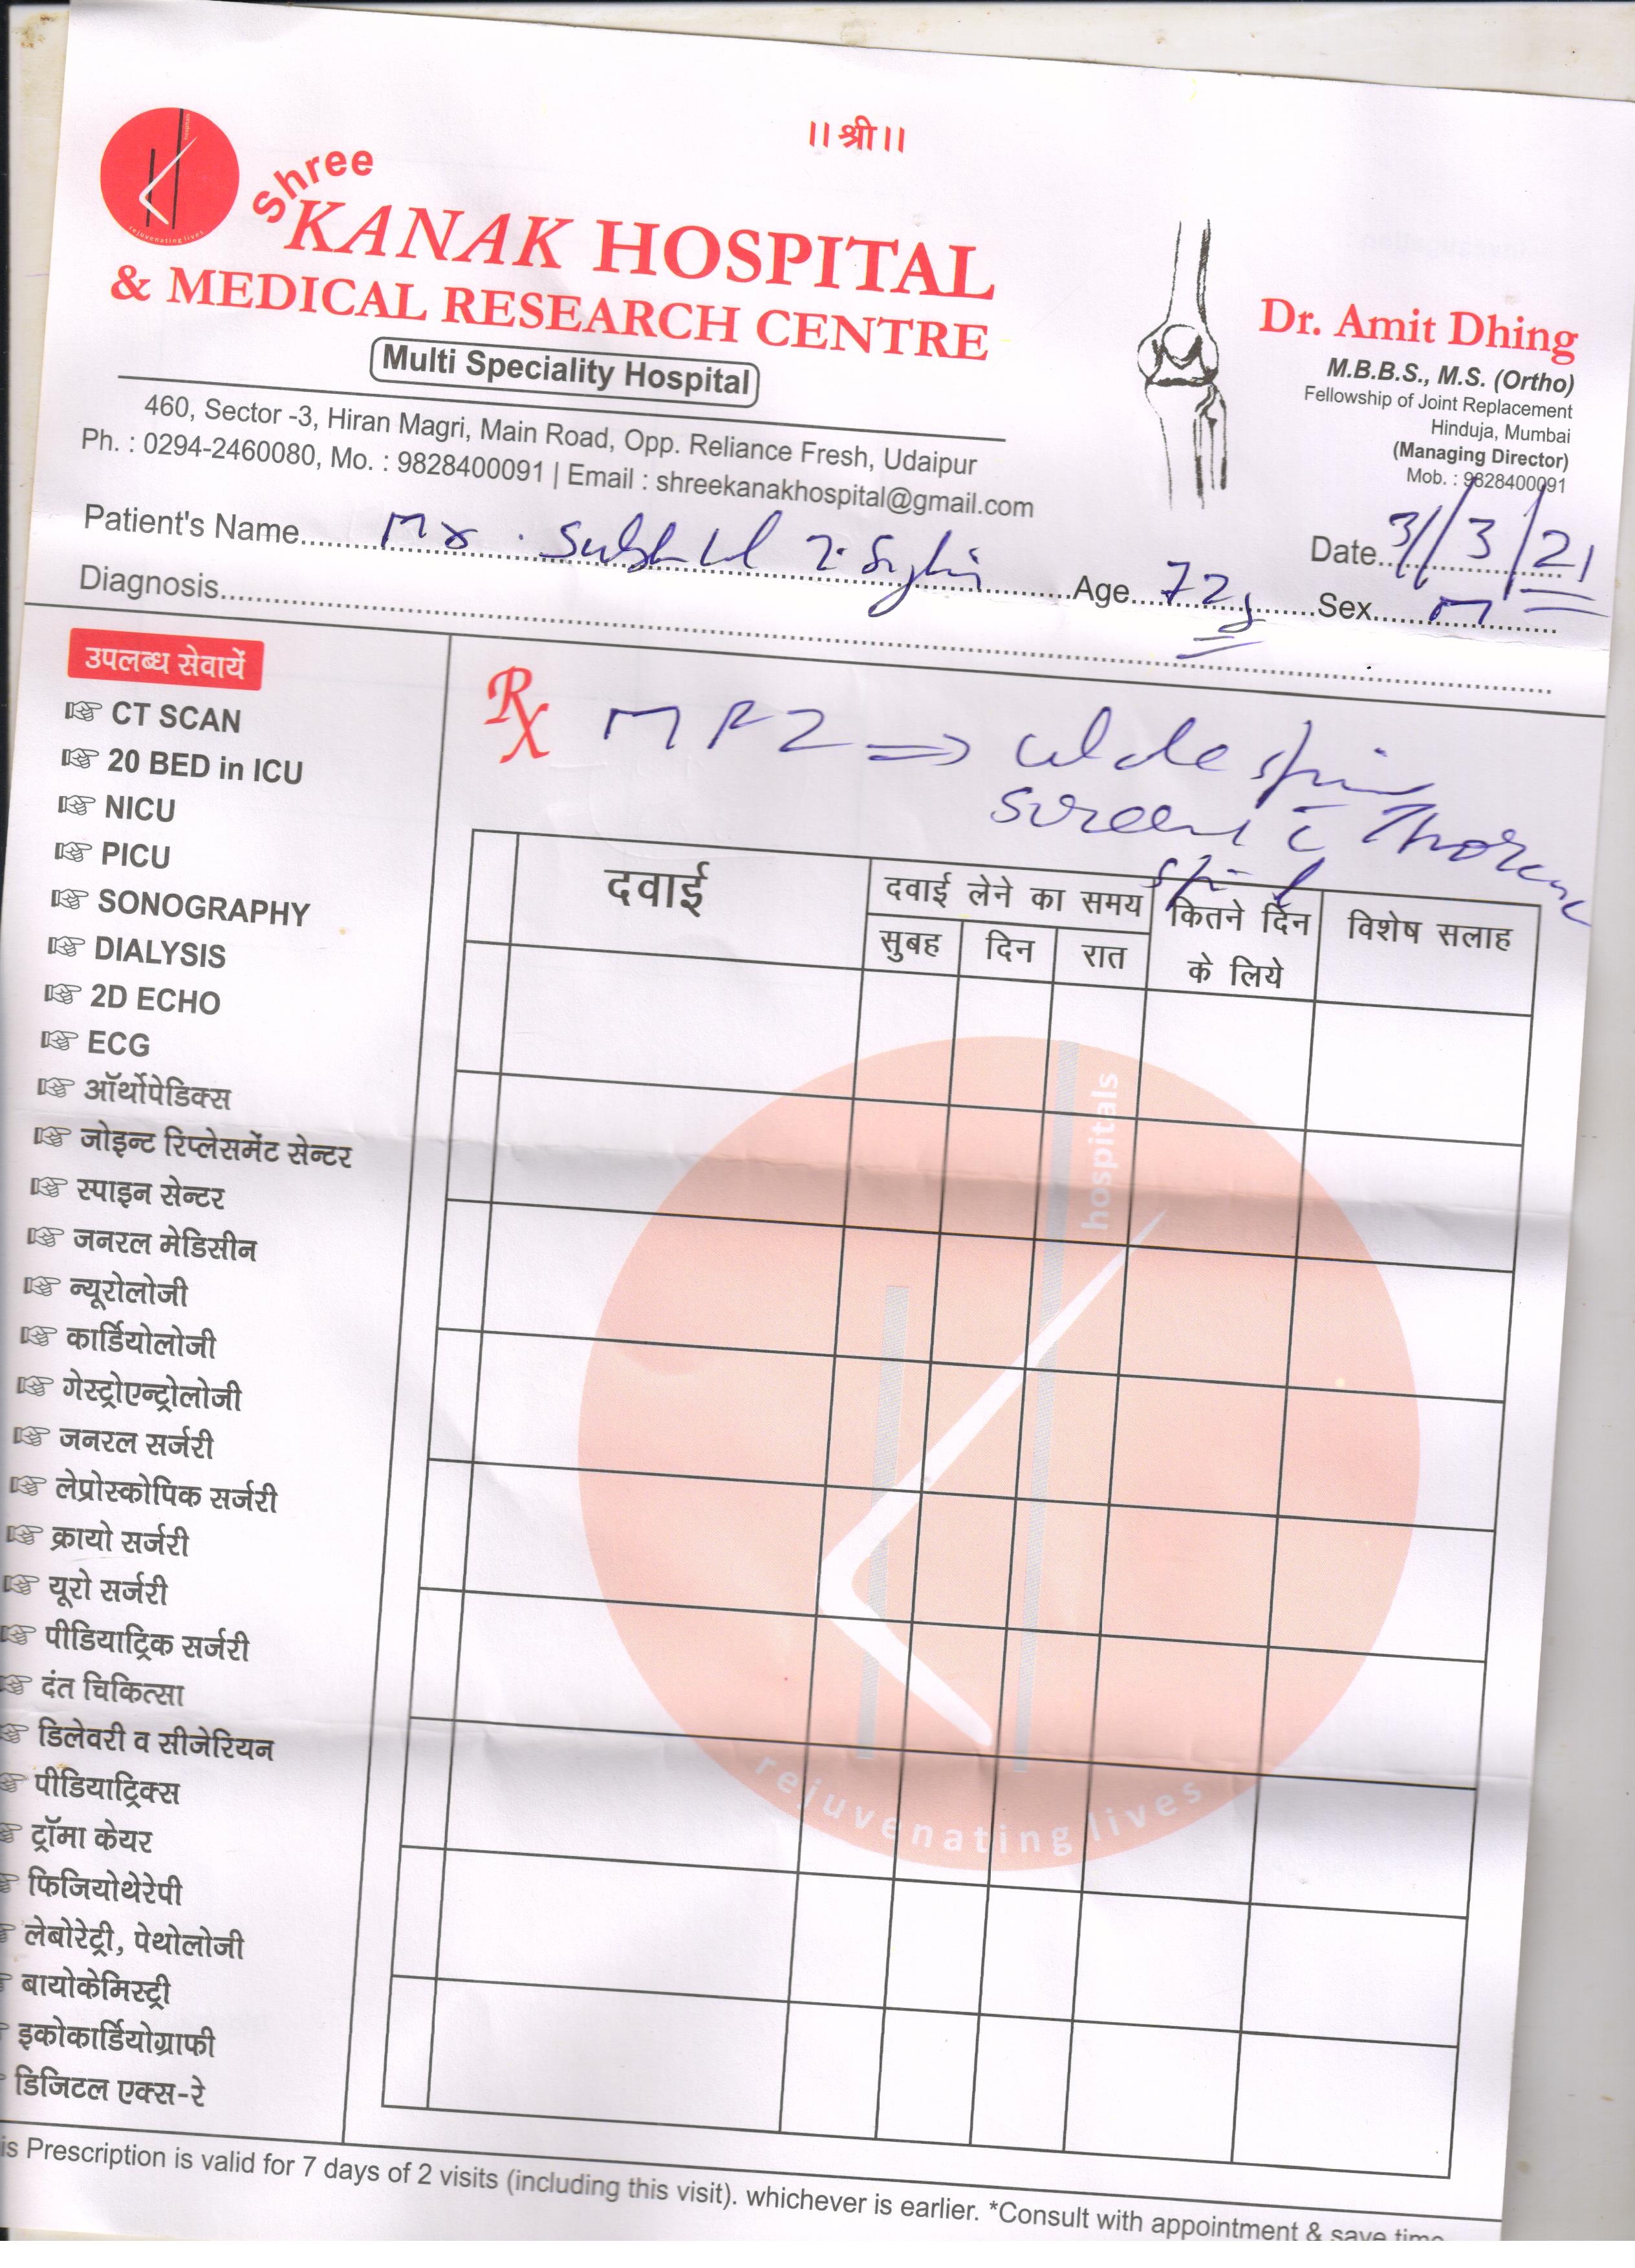 ।। श्री ।।
hospitals
rejuvenating lives
Shree
KANAK HOSPITAL
& MEDICAL RESEARCH CENTRE
Multi Speciality Hospital
460, Sector -3, Hiran Magri, Main Road, Opp. Reliance Fresh, Udaipur
Ph. : 0294-2460080, Mo. : 9828400091 | Email : shreekanakhospital@gmail.com
Dr. Amit Dhing
M.B.B.S., M.S. (Ortho)
Fellowship of Joint Replacement
Hinduja, Mumbai
(Managing Director)
Mob. : 9828400091
Date 3/3/21
Patient's Name Mr. Age 72 Sex M
Diagnosis
उपलब्ध सेवायें
CT SCAN
20 BED in ICU
NICU
PICU
SONOGRAPHY
DIALYSIS
2D ECHO
ECG
ऑर्थोपेडिक्स
जोइन्ट रिप्लेसमेंट सेन्टर
स्पाइन सेन्टर
जनरल मेडिसीन
न्यूरोलोजी
कार्डियोलोजी
गेस्ट्रोएन्ट्रोलोजी
जनरल सर्जरी
लेप्रोस्कोपिक सर्जरी
क्रायो सर्जरी
यूरो सर्जरी
पीडियाट्रिक सर्जरी
दंत चिकित्सा
डिलेवरी व सीजेरियन
पीडियाट्रिक्स
ट्रॉमा केयर
फिजियोथेरेपी
लेबोरेट्री, पेथोलोजी
बायोकेमिस्ट्री
इकोकार्डियोग्राफी
डिजिटल एक्स-रे
Rx ⇒ spine
screen
दवाई
दवाई लेने का समय
सुबह दिन रात
कितने दिन
के लिये
विशेष सलाह
hospitals
rejuvenating lives
is Prescription is valid for 7 days of 2 visits (including this visit). whichever is earlier. *Consult with appointment & save time